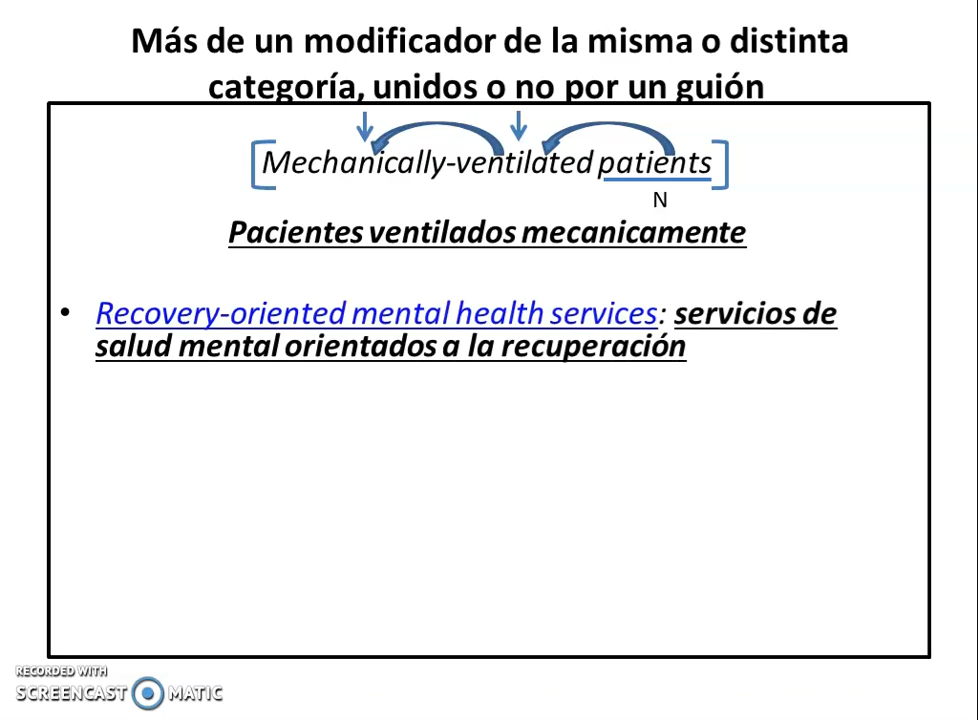 Más de un modificador de la misma o distinta
categoría, unidos o no por un guión
Mechanically-ventilated patients
N
Pacientes ventilados mecanicamente
• Recovery-oriented mental health services: servicios de
salud mental orientados a la recuperación
RECORDED WITH
SCREENCAST MATIC